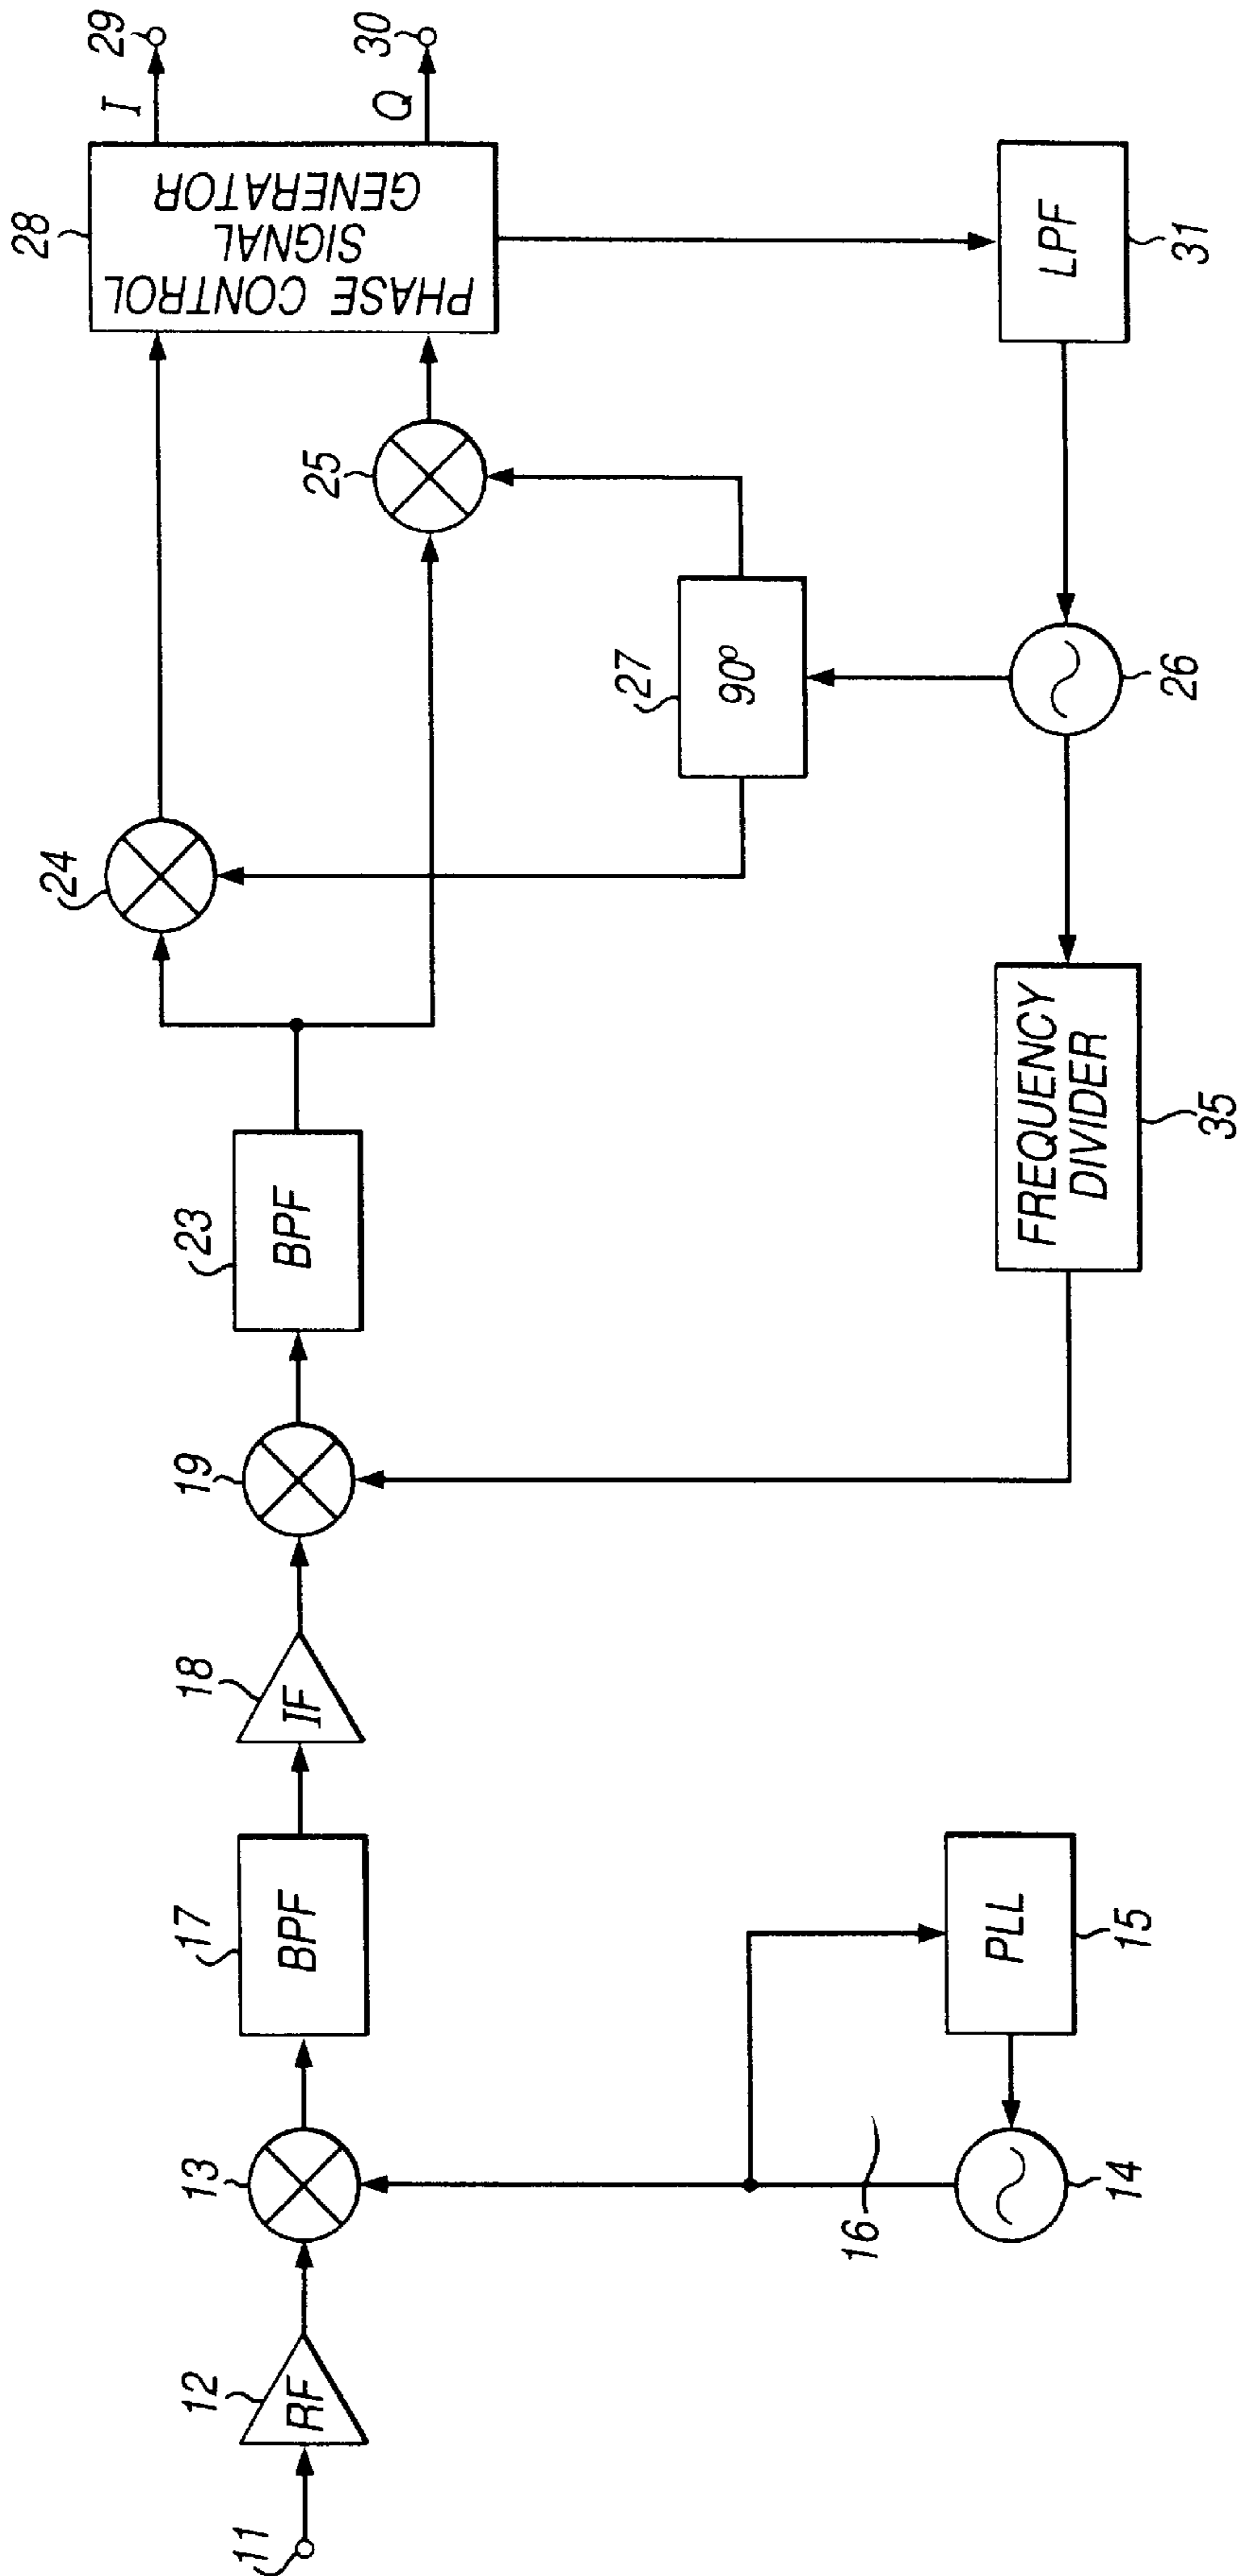 11
12
RF
13
14
PLL
15
16
17
BPF
18
IF
19
23
BPF
FREQUENCY
DIVIDER
35
24
25
27
90°
26
28
PHASE CONTROL
SIGNAL
GENERATOR
I
29
Q
30
LPF
31